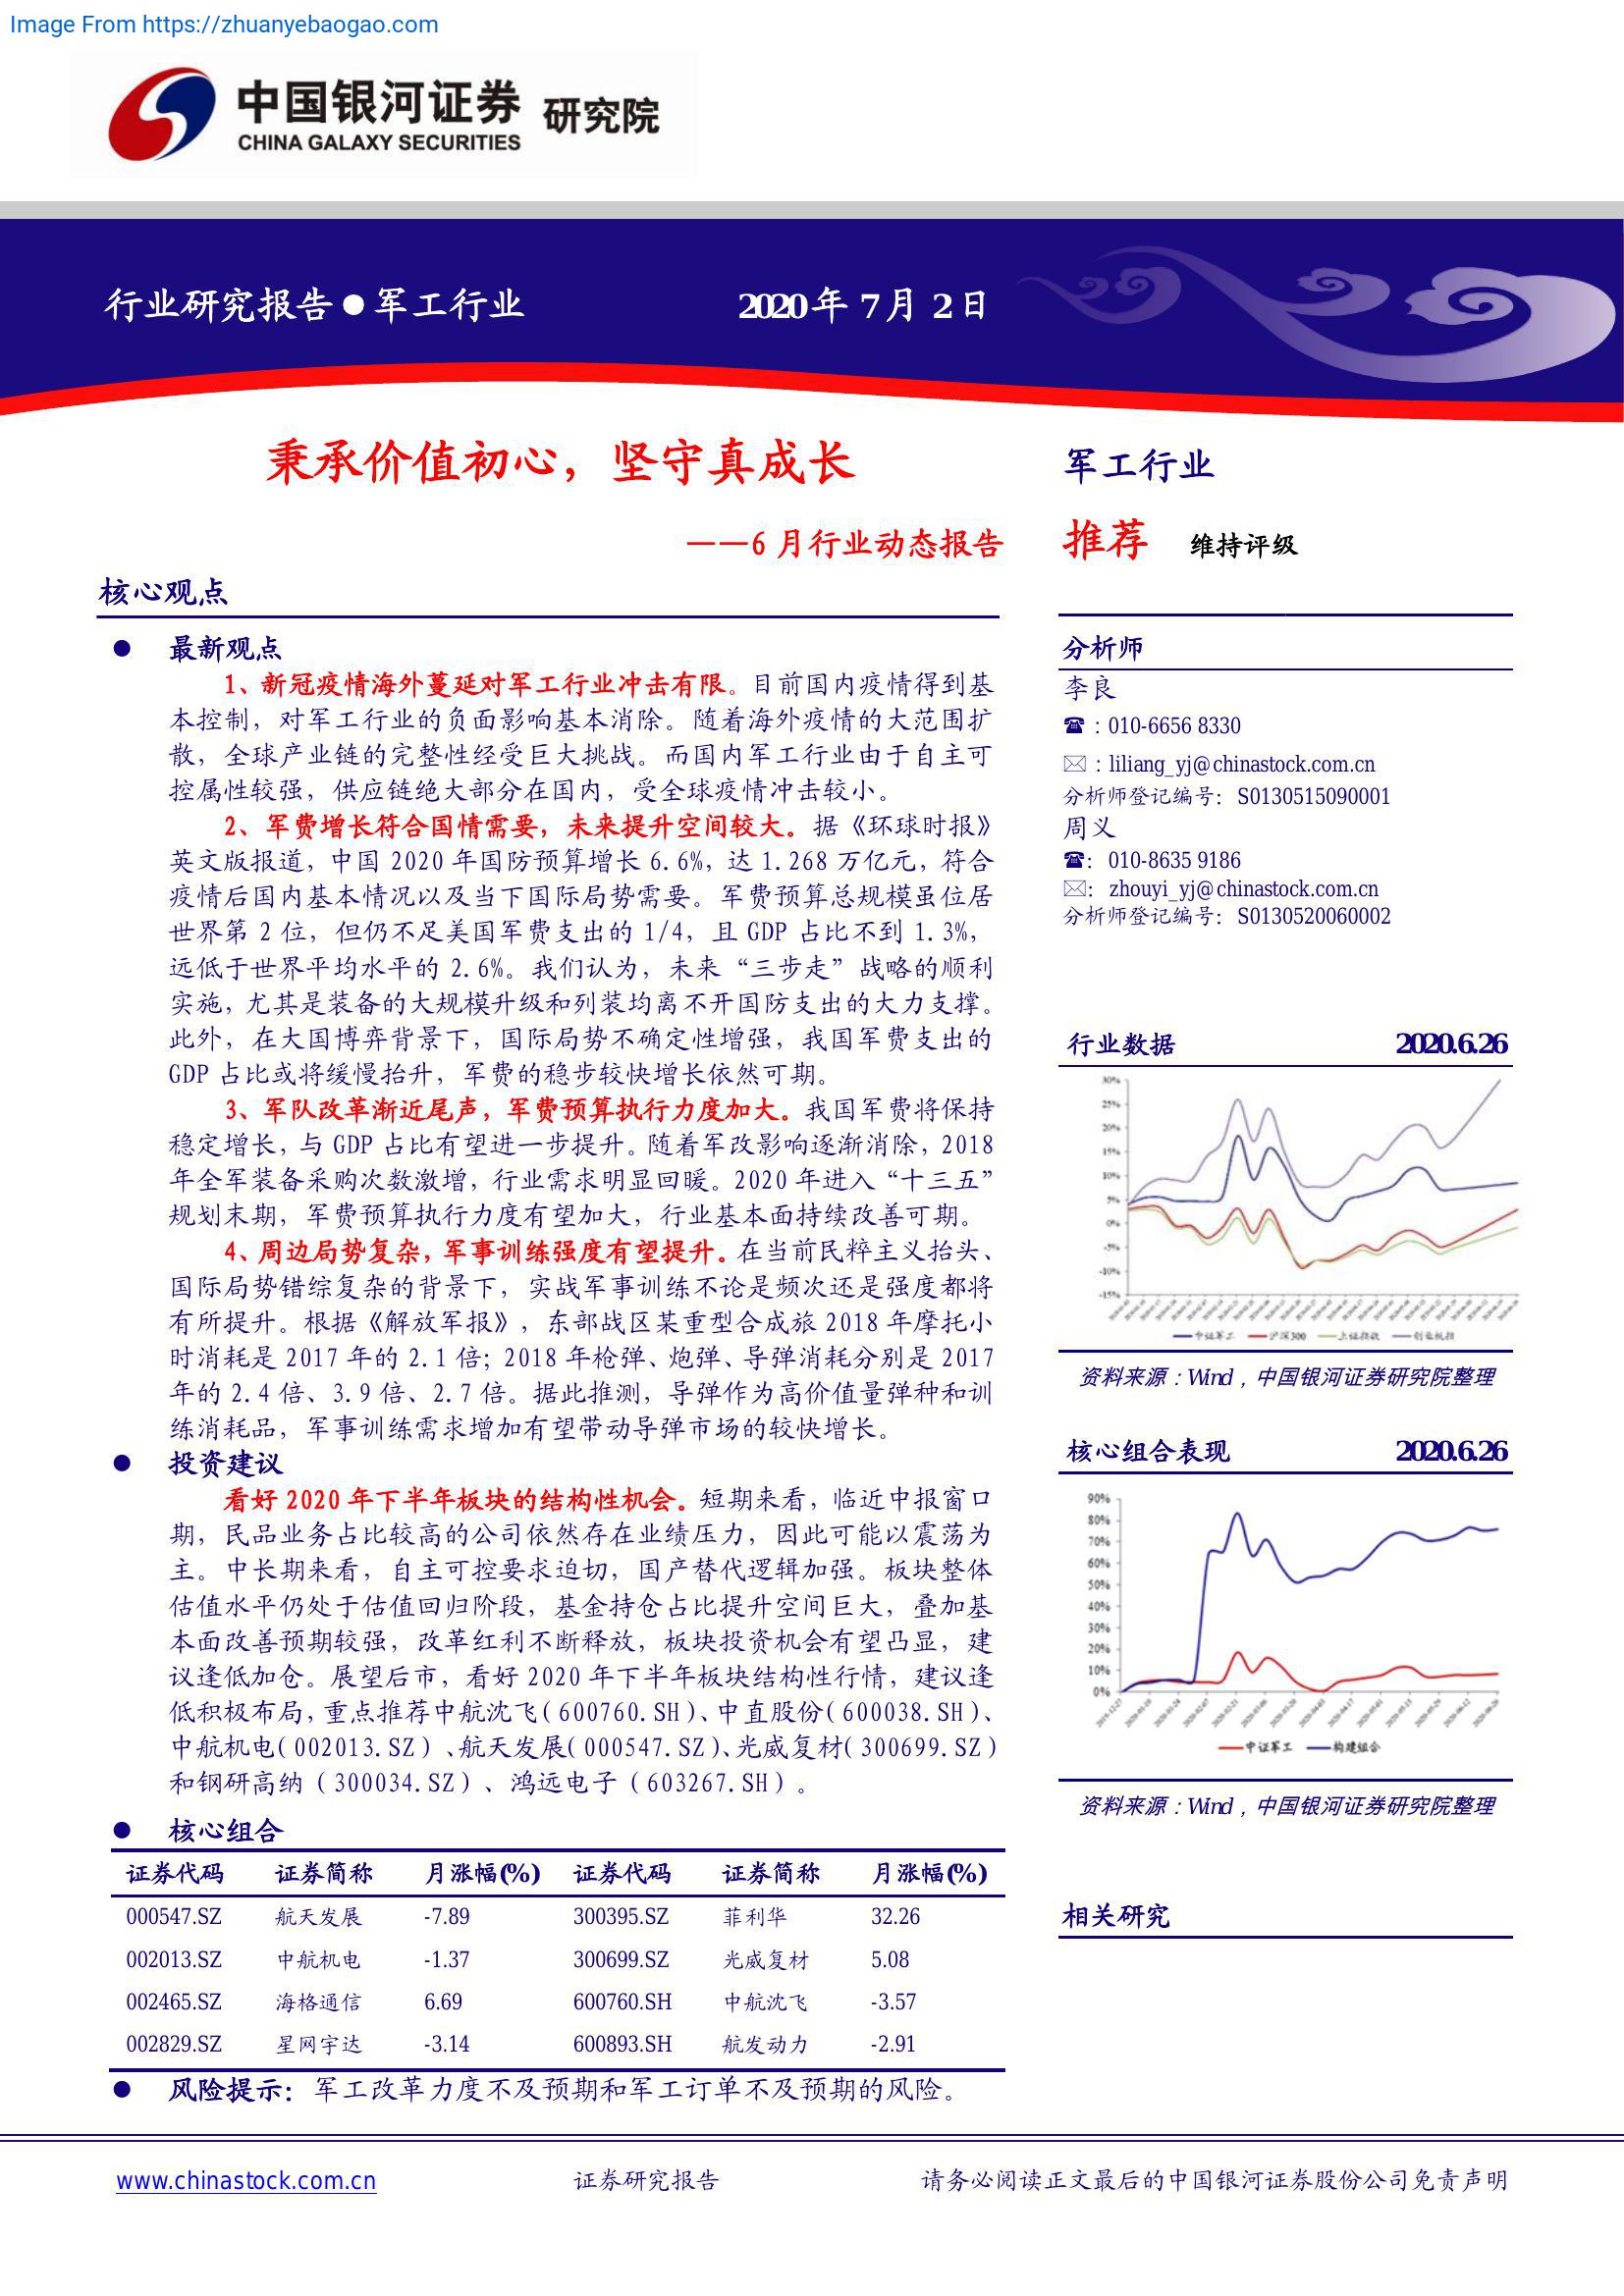 Image From https://zhuanyebaogao.com
中国银河证券 研究院
CHINA GALAXY SECURITIES
行业研究报告●军工行业 2020年7月2日
秉承价值初心，坚守真成长
——6月行业动态报告
核心观点
● 最新观点
1、新冠疫情海外蔓延对军工行业冲击有限。目前国内疫情得到基
本控制，对军工行业的负面影响基本消除。随着海外疫情的大范围扩
散，全球产业链的完整性经受巨大挑战。而国内军工行业由于自主可
控属性较强，供应链绝大部分在国内，受全球疫情冲击较小。
2、军费增长符合国情需要，未来提升空间较大。据《环球时报》
英文版报道，中国 2020 年国防预算增长 6.6%，达 1.268 万亿元，符合
疫情后国内基本情况以及当下国际局势需要。军费预算总规模虽位居
世界第 2 位，但仍不足美国军费支出的 1/4，且 GDP 占比不到 1.3%，
远低于世界平均水平的 2.6%。我们认为，未来“三步走”战略的顺利
实施，尤其是装备的大规模升级和列装均离不开国防支出的大力支撑。
此外，在大国博弈背景下，国际局势不确定性增强，我国军费支出的
GDP 占比或将缓慢抬升，军费的稳步较快增长依然可期。
3、军队改革渐近尾声，军费预算执行力度加大。我国军费将保持
稳定增长，与 GDP 占比有望进一步提升。随着军改影响逐渐消除，2018
年全军装备采购次数激增，行业需求明显回暖。2020 年进入“十三五”
规划末期，军费预算执行力度有望加大，行业基本面持续改善可期。
4、周边局势复杂，军事训练强度有望提升。在当前民粹主义抬头、
国际局势错综复杂的背景下，实战军事训练不论是频次还是强度都将
有所提升。根据《解放军报》，东部战区某重型合成旅 2018 年摩托小
时消耗是 2017 年的 2.1 倍；2018 年枪弹、炮弹、导弹消耗分别是 2017
年的 2.4 倍、3.9 倍、2.7 倍。据此推测，导弹作为高价值量弹种和训
练消耗品，军事训练需求增加有望带动导弹市场的较快增长。
● 投资建议
看好 2020 年下半年板块的结构性机会。短期来看，临近中报窗口
期，民品业务占比较高的公司依然存在业绩压力，因此可能以震荡为
主。中长期来看，自主可控要求迫切，国产替代逻辑加强。板块整体
估值水平仍处于估值回归阶段，基金持仓占比提升空间巨大，叠加基
本面改善预期较强，改革红利不断释放，板块投资机会有望凸显，建
议逢低加仓。展望后市，看好 2020 年下半年板块结构性行情，建议逢
低积极布局，重点推荐中航沈飞（600760.SH）、中直股份（600038.SH）、
中航机电（002013.SZ）、航天发展（000547.SZ）、光威复材（300699.SZ）
和钢研高纳（300034.SZ）、鸿远电子（603267.SH）。
● 核心组合
证券代码 证券简称 月涨幅(%) 证券代码 证券简称 月涨幅(%)
000547.SZ 航天发展 -7.89 300395.SZ 菲利华 32.26
002013.SZ 中航机电 -1.37 300699.SZ 光威复材 5.08
002465.SZ 海格通信 6.69 600760.SH 中航沈飞 -3.57
002829.SZ 星网宇达 -3.14 600893.SH 航发动力 -2.91
● 风险提示：军工改革力度不及预期和军工订单不及预期的风险。
军工行业
推荐 维持评级
分析师
李良
☎：010-6656 8330
✉：liliang_yj@chinastock.com.cn
分析师登记编号：S0130515090001
周义
☎：010-8635 9186
✉：zhouyi_yj@chinastock.com.cn
分析师登记编号：S0130520060002
行业数据 2020.6.26
30%
25%
20%
15%
10%
5%
0%
-5%
-10%
-15%
中证军工 沪深300 上证指数 创业板指
资料来源：Wind，中国银河证券研究院整理
核心组合表现 2020.6.26
90%
80%
70%
60%
50%
40%
30%
20%
10%
0%
中证军工 构建组合
资料来源：Wind，中国银河证券研究院整理
相关研究
www.chinastock.com.cn 证券研究报告 请务必阅读正文最后的中国银河证券股份公司免责声明